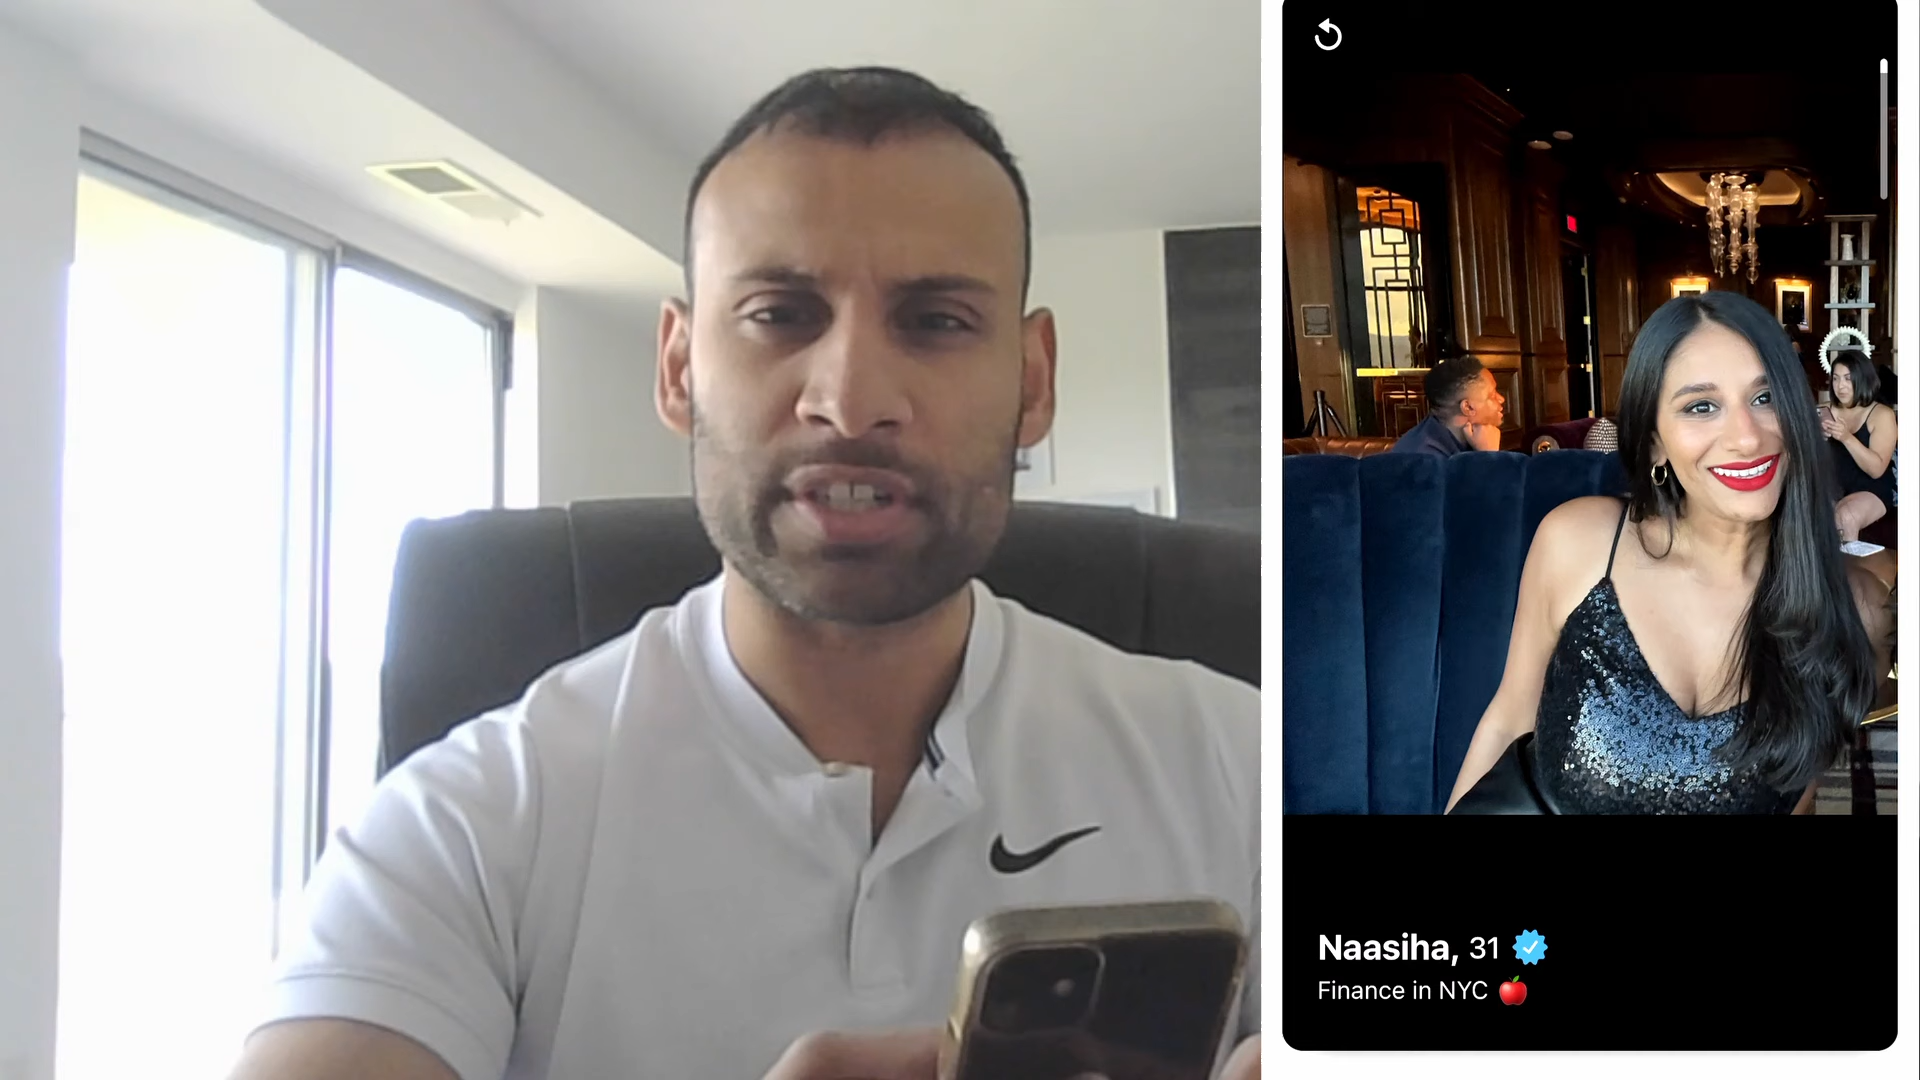 Naasiha, 31
Finance in NYC 🍎